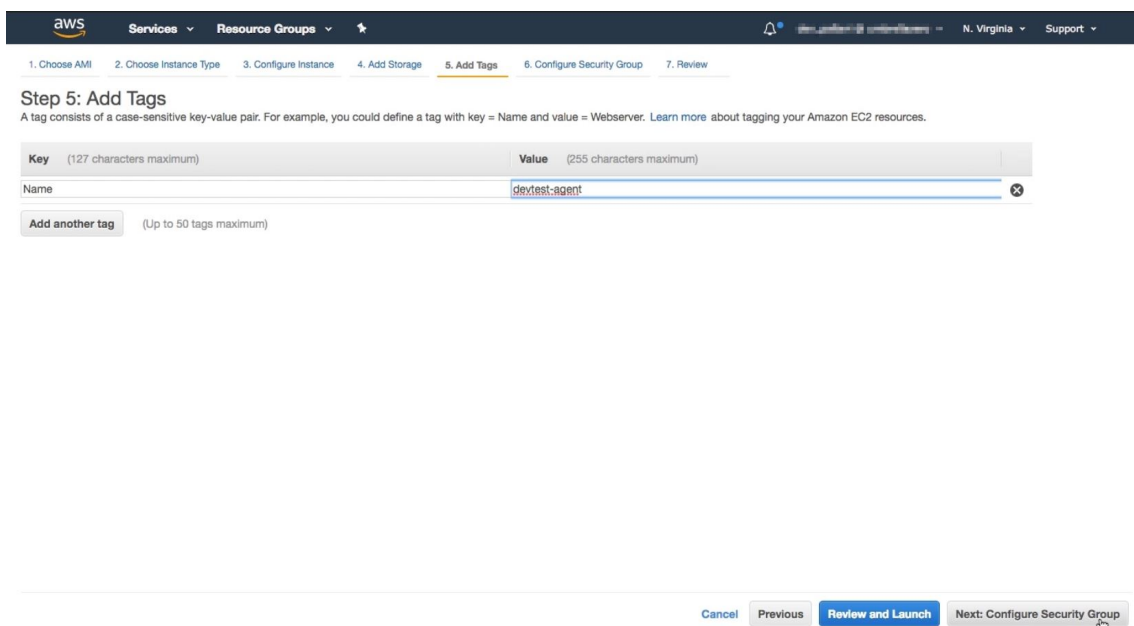 aws Services Resource Groups N. Virginia Support
1. Choose AMI 2. Choose Instance Type 3. Configure Instance 4. Add Storage 5. Add Tags 6. Configure Security Group 7. Review
Step 5: Add Tags
A tag consists of a case-sensitive key-value pair. For example, you could define a tag with key = Name and value = Webserver. Learn more about tagging your Amazon EC2 resources.
Key (127 characters maximum) Value (255 characters maximum)
Name devtest-agent
Add another tag (Up to 50 tags maximum)
Cancel Previous Review and Launch Next: Configure Security Group